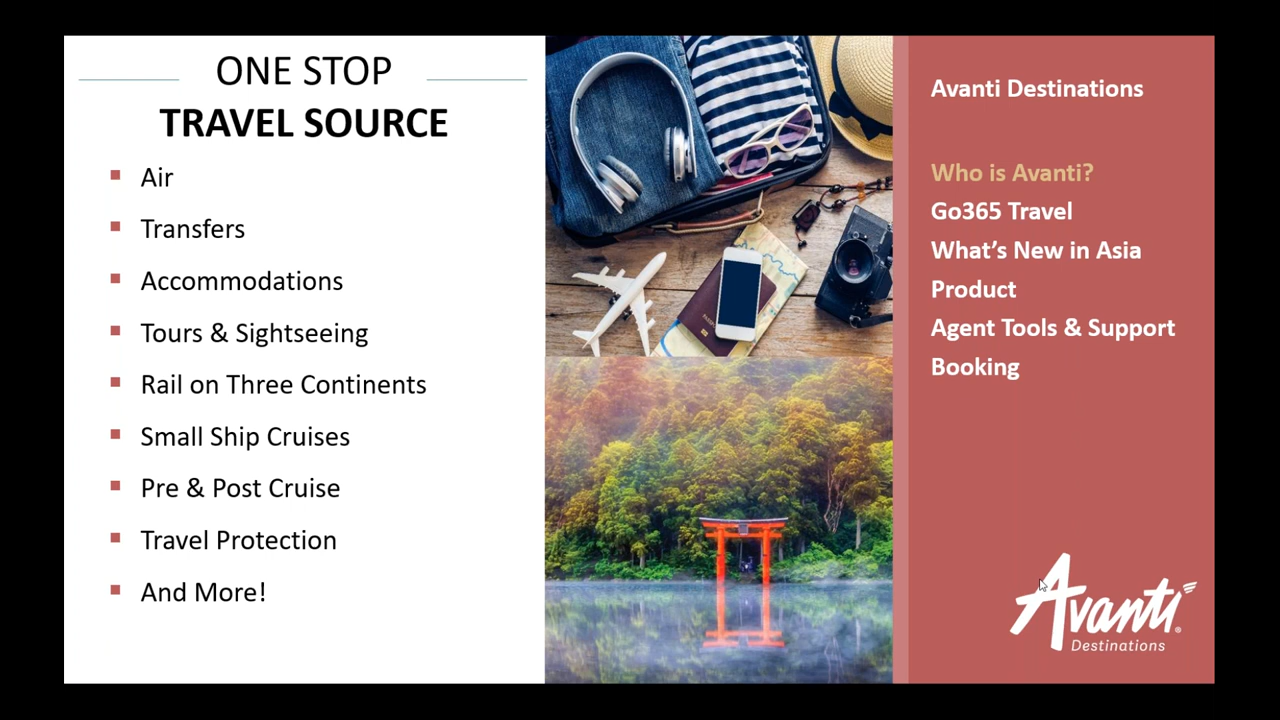 ONE STOP
TRAVEL SOURCE
Air
Transfers
Accommodations
Tours & Sightseeing
Rail on Three Continents
Small Ship Cruises
Pre & Post Cruise
Travel Protection
And More!
Avanti Destinations
Who is Avanti?
Go365 Travel
What’s New in Asia
Product
Agent Tools & Support
Booking
Avanti®
Destinations